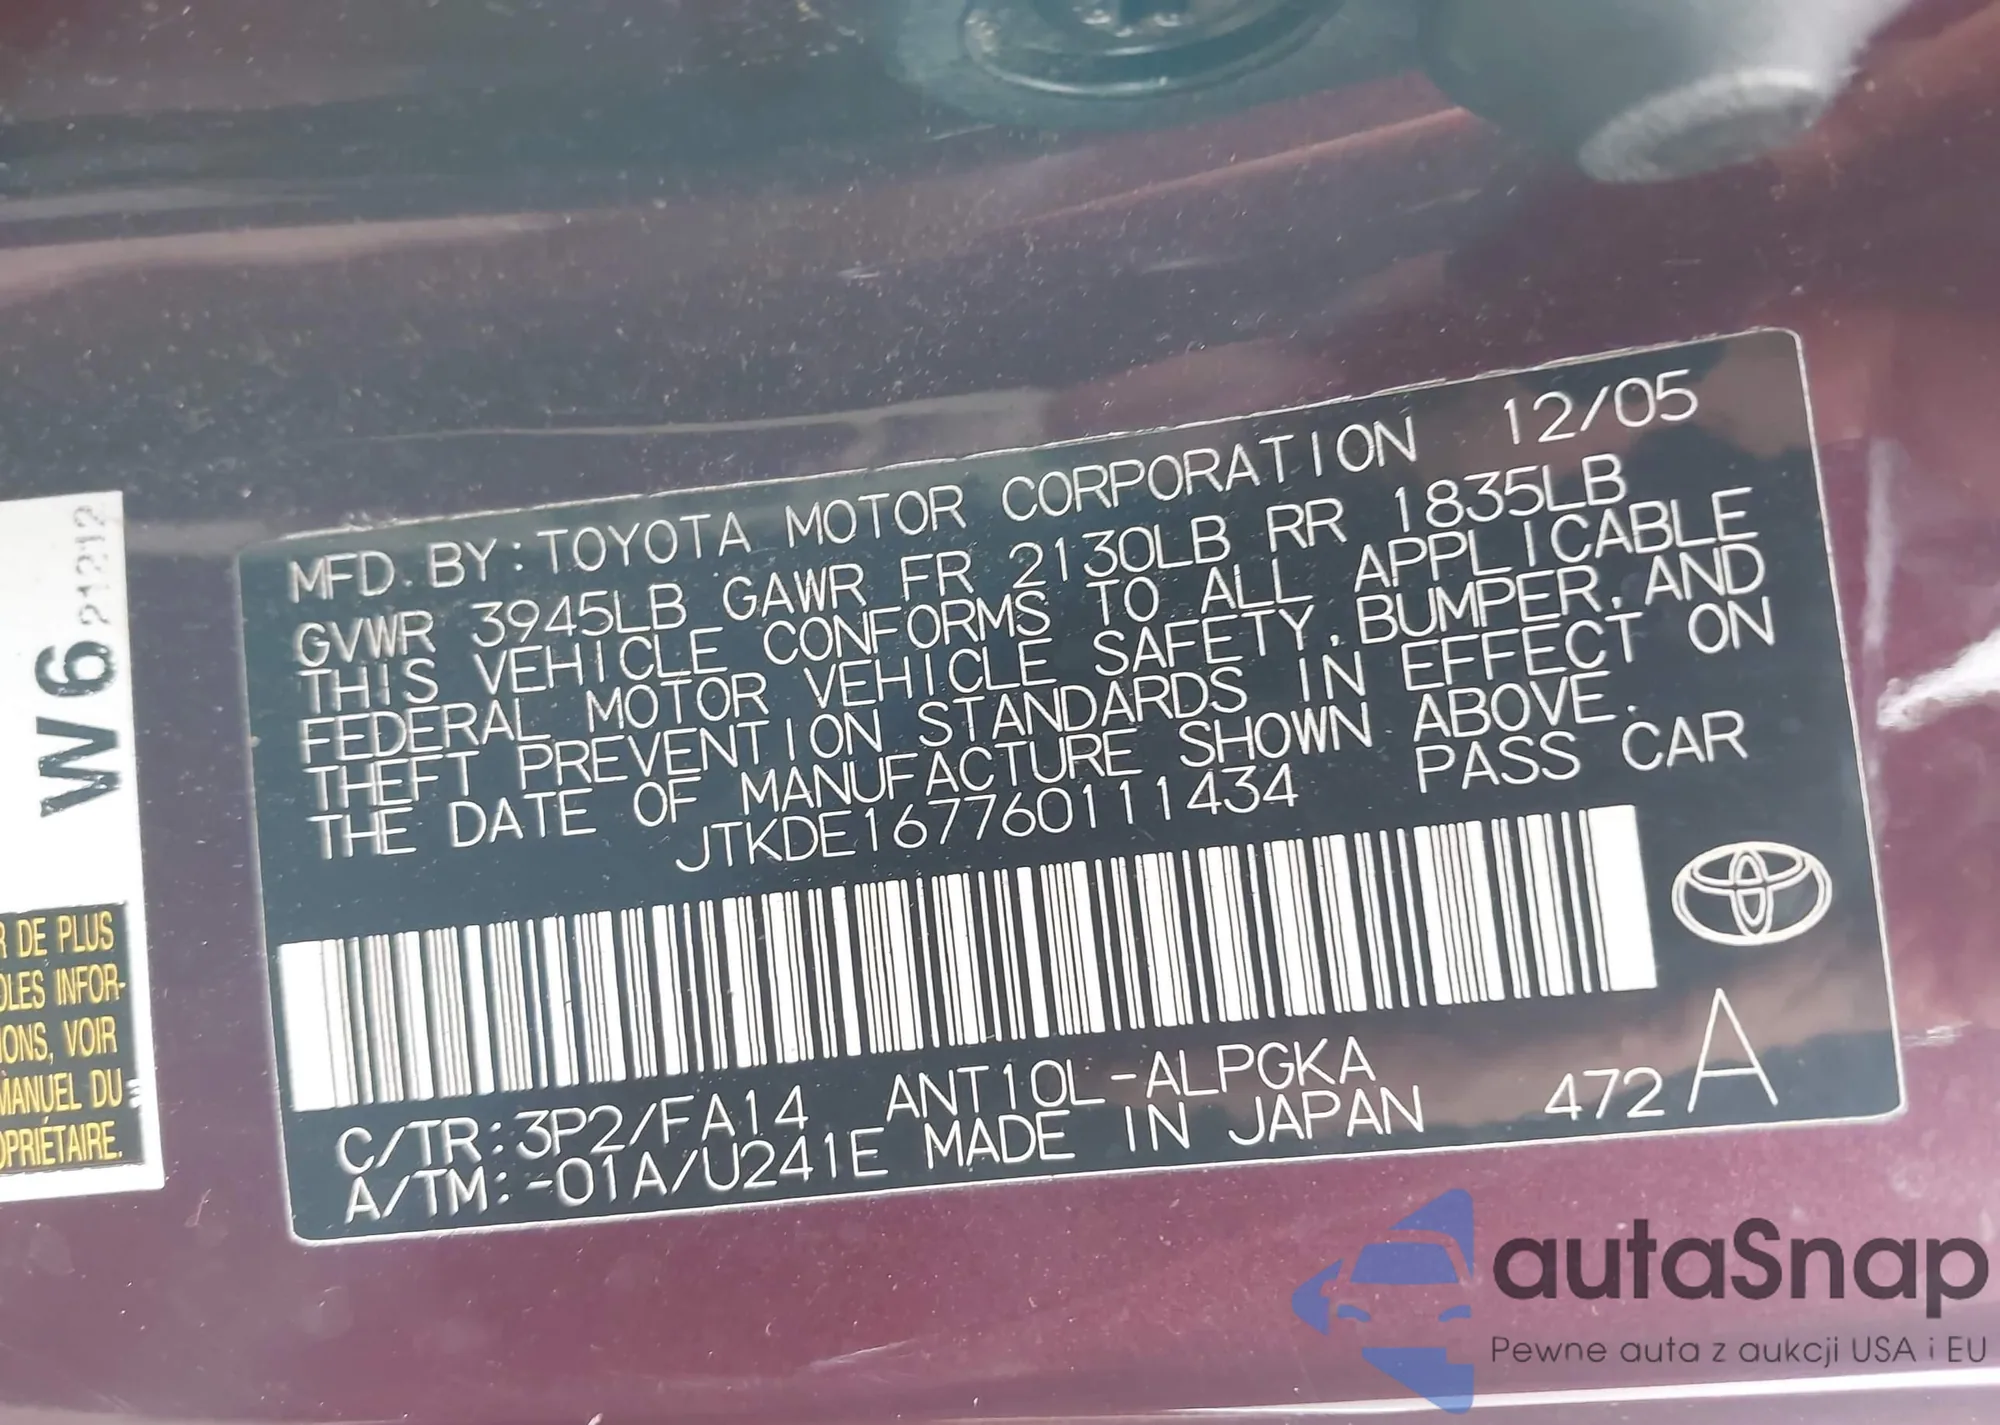 MFD. BY: TOYOTA MOTOR CORPORATION 12/05
GVWR 3945LB GAWR FR 2130LB RR 1835LB
THIS VEHICLE CONFORMS TO ALL APPLICABLE
FEDERAL MOTOR VEHICLE SAFETY, BUMPER, AND
THEFT PREVENTION STANDARDS IN EFFECT ON
THE DATE OF MANUFACTURE SHOWN ABOVE.
JTKDE167760111434 PASS CAR
C/TR: 3P2/FA14 ANT10L-ALPGKA
A/TM: -01A/U241E MADE IN JAPAN 472 A
W6 21212
R DE PLUS
OLES INFOR-
IONS, VOIR
MANUEL DU
OPRIÉTAIRE.
autaSnap
Pewne auta z aukcji USA i EU